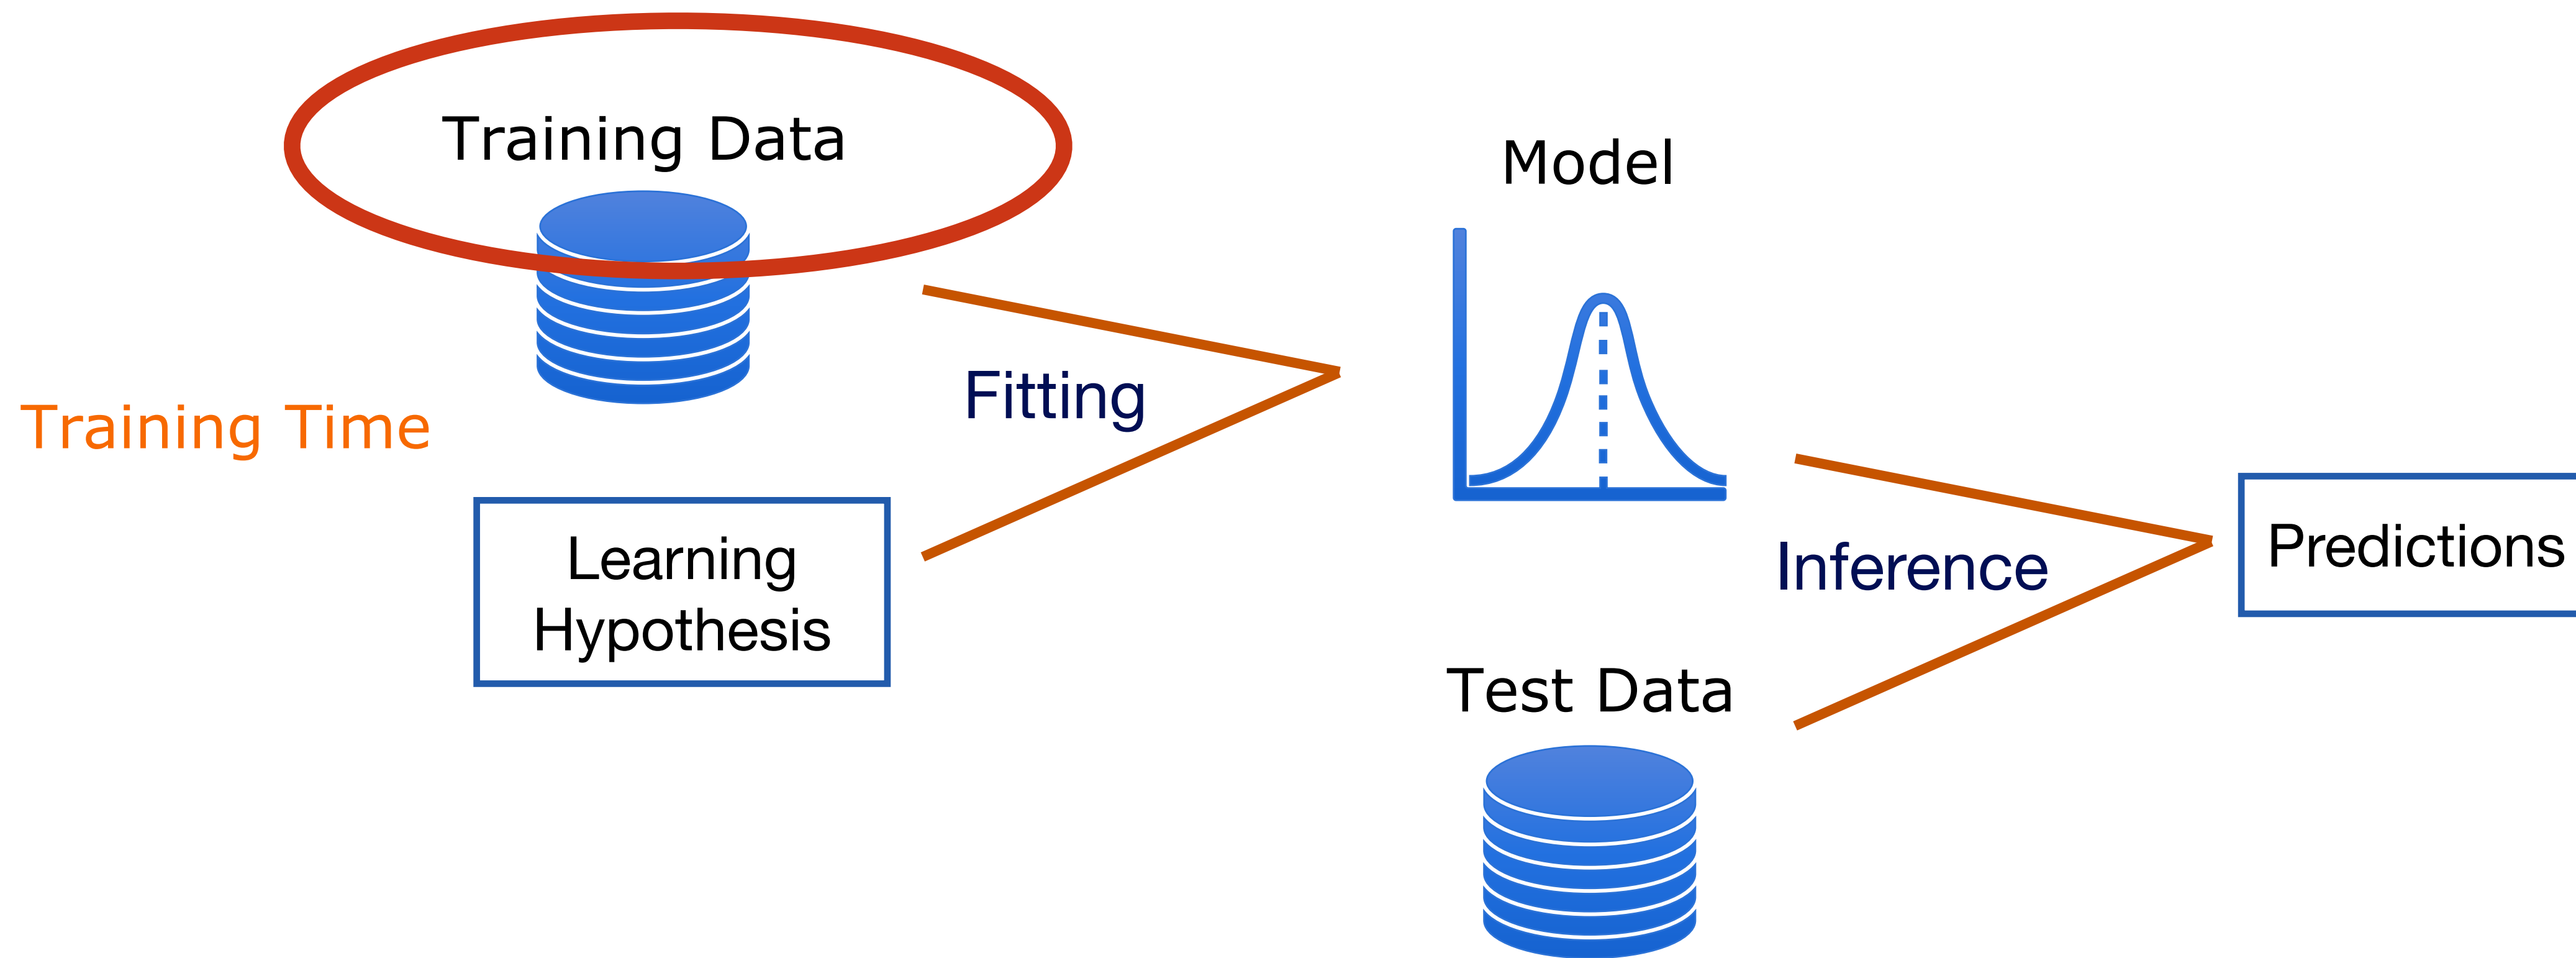 Training Data
Model
Fitting
Training Time
Learning
Hypothesis
Inference
Predictions
Test Data